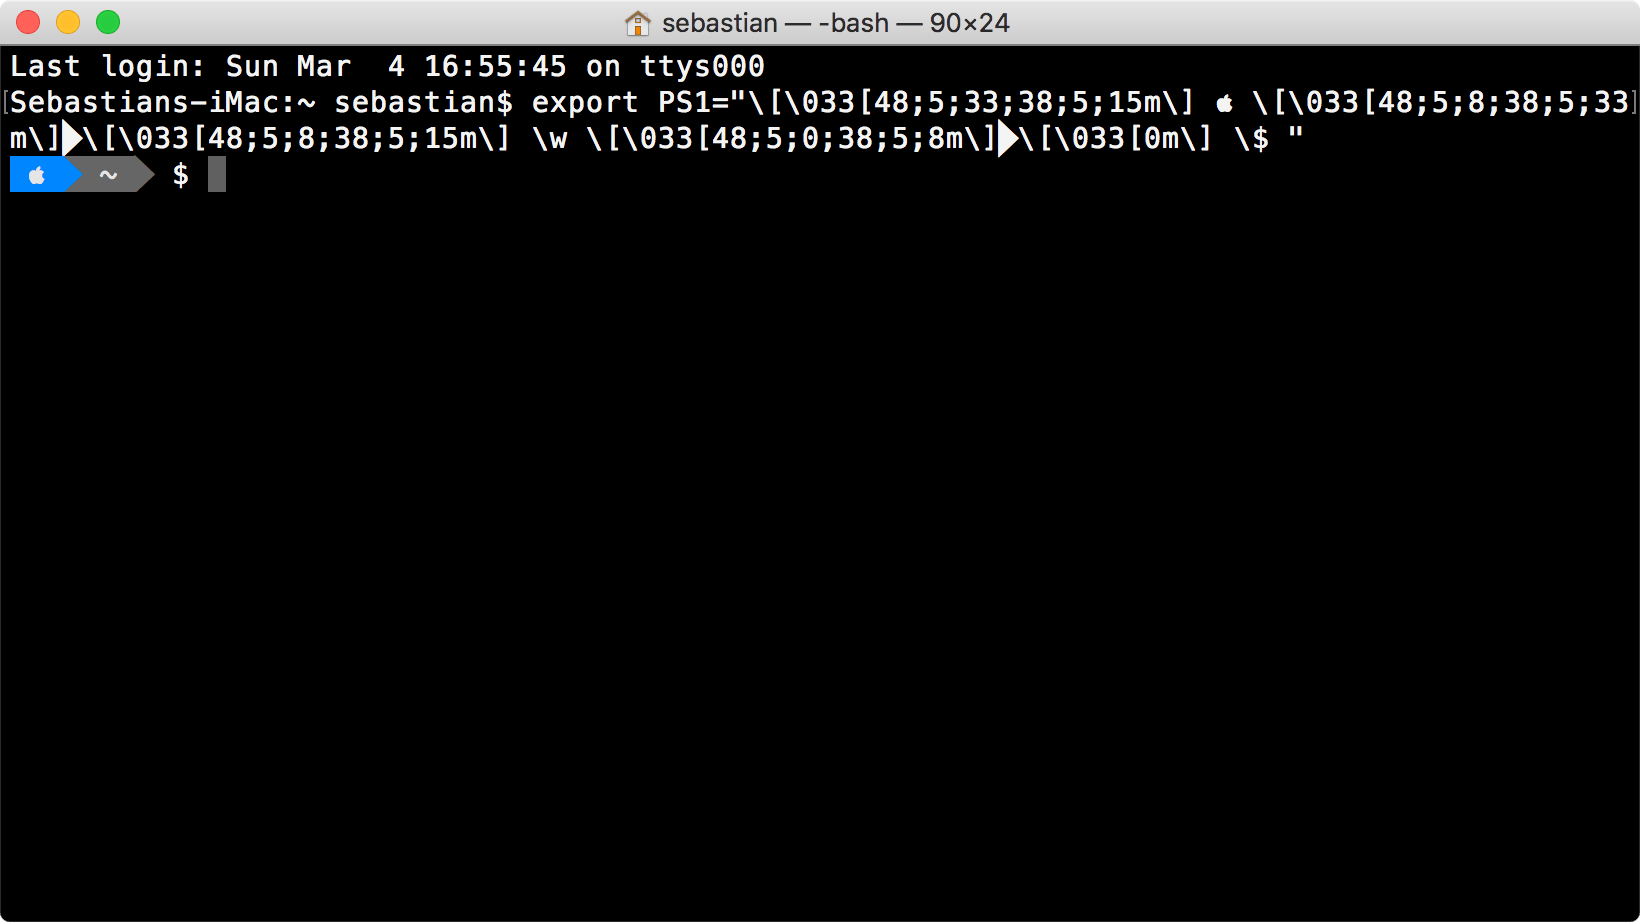 sebastian — -bash — 90×24
Last login: Sun Mar  4 16:55:45 on ttys000
Sebastians-iMac:~ sebastian$ export PS1="\[\033[48;5;33;38;5;15m\]  \[\033[48;5;8;38;5;33
m\]\[\033[48;5;8;38;5;15m\] \w \[\033[48;5;0;38;5;8m\]\[\033[0m\] \$ "
 ~  $